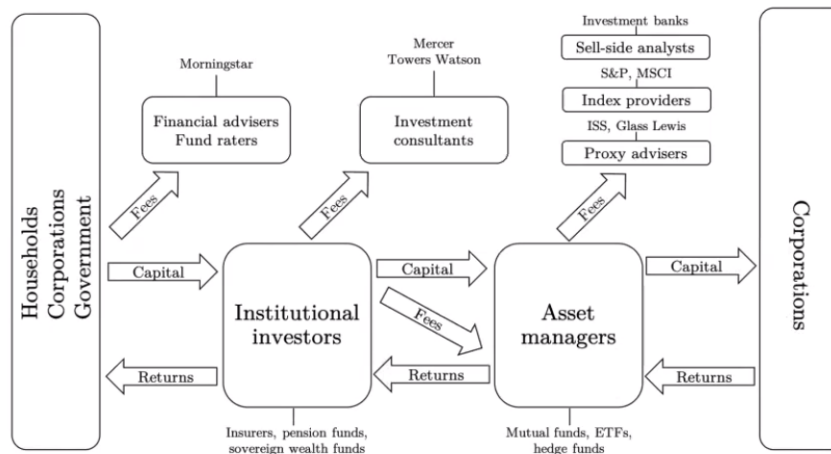 Investment banks
Sell-side analysts
Mercer
Towers Watson
Morningstar
S&P, MSCI
Index providers
Financial advisers
Fund raters
Investment
consultants
ISS, Glass Lewis
Proxy advisers
Fees
Fees
Fees
Households
Corporations
Government
Capital
Institutional
investors
Capital
Fees
Asset
managers
Capital
Corporations
Returns
Returns
Returns
Insurers, pension funds,
sovereign wealth funds
Mutual funds, ETFs,
hedge funds